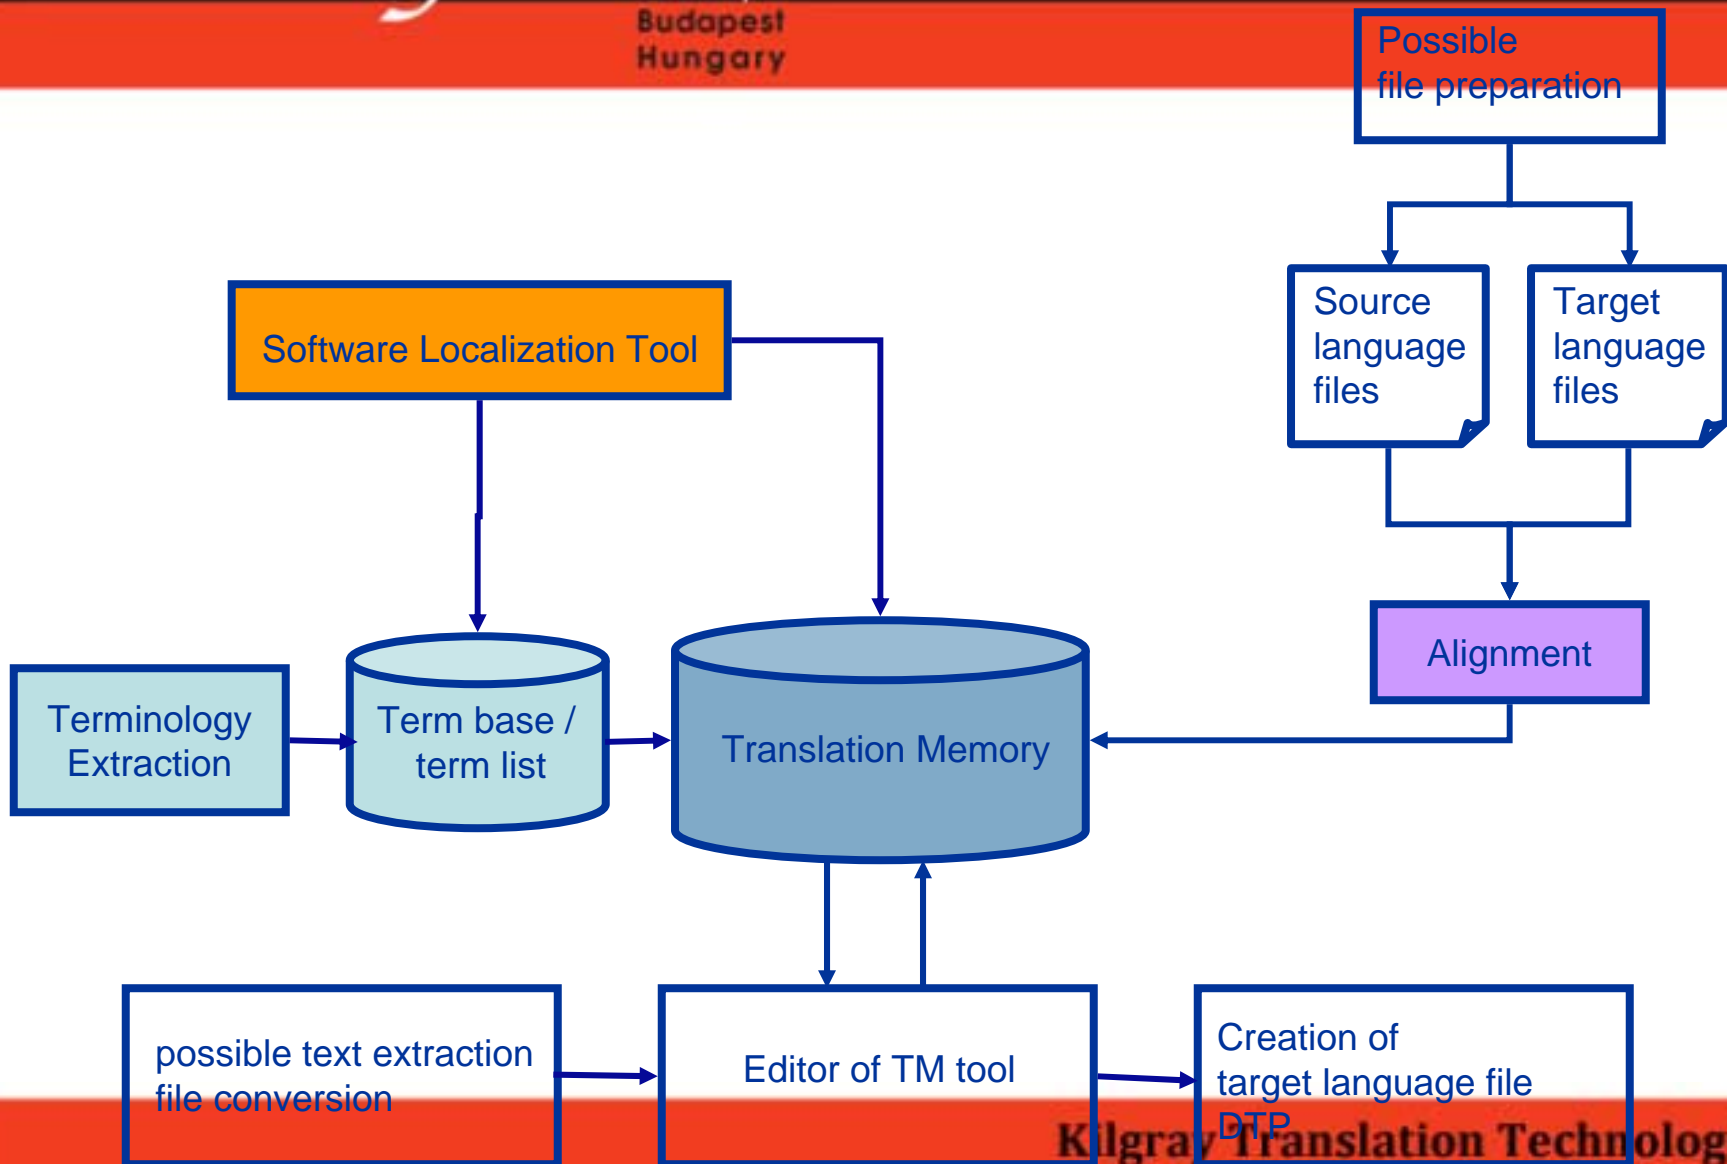 Budapest
Hungary
Possible
file preparation
Source
language
files
Target
language
files
Software Localization Tool
Alignment
Terminology
Extraction
Term base /
term list
Translation Memory
possible text extraction
file conversion
Editor of TM tool
Creation of
target language file
DTP
Kilgray Translation Technolog